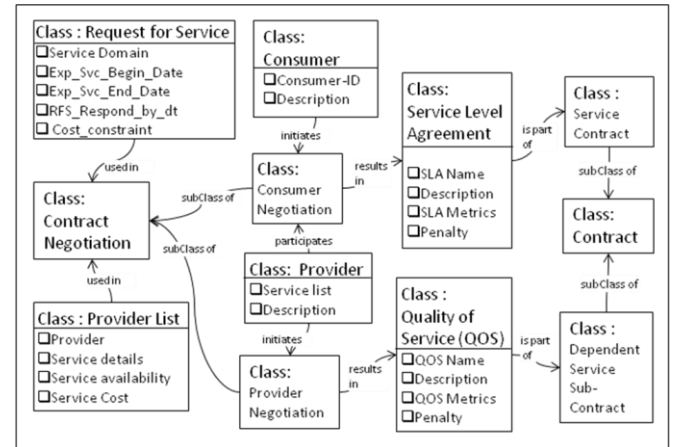 Class : Request for Service
❑Service Domain
❑Exp_Svc_Begin_Date
❑Exp_Svc_End_Date
❑RFS_Respond_by_dt
❑ Cost_constraint
Class:
Consumer
❑Consumer-ID
❑Description
Class:
Service Level
Agreement
❑SLA Name
❑Description
❑SLA Metrics
❑Penalty
Class :
Service
Contract
initiates
is part
of
used in
results
in
subClass of
subClass of
Class:
Contract
Negotiation
Class:
Consumer
Negotiation
Class:
Contract
participates
subClass of
used in
subClass of
Class: Provider
❑Service list
❑Description
Class : Provider List
❑Provider
❑Service details
❑Service availability
❑Service Cost
Class :
Quality of
Service (QOS)
❑QOS Name
❑Description
❑QOS Metrics
❑Penalty
Class :
Dependent
Service
Sub-
Contract
initiates
is part
of
Class:
Provider
Negotiation
results
in